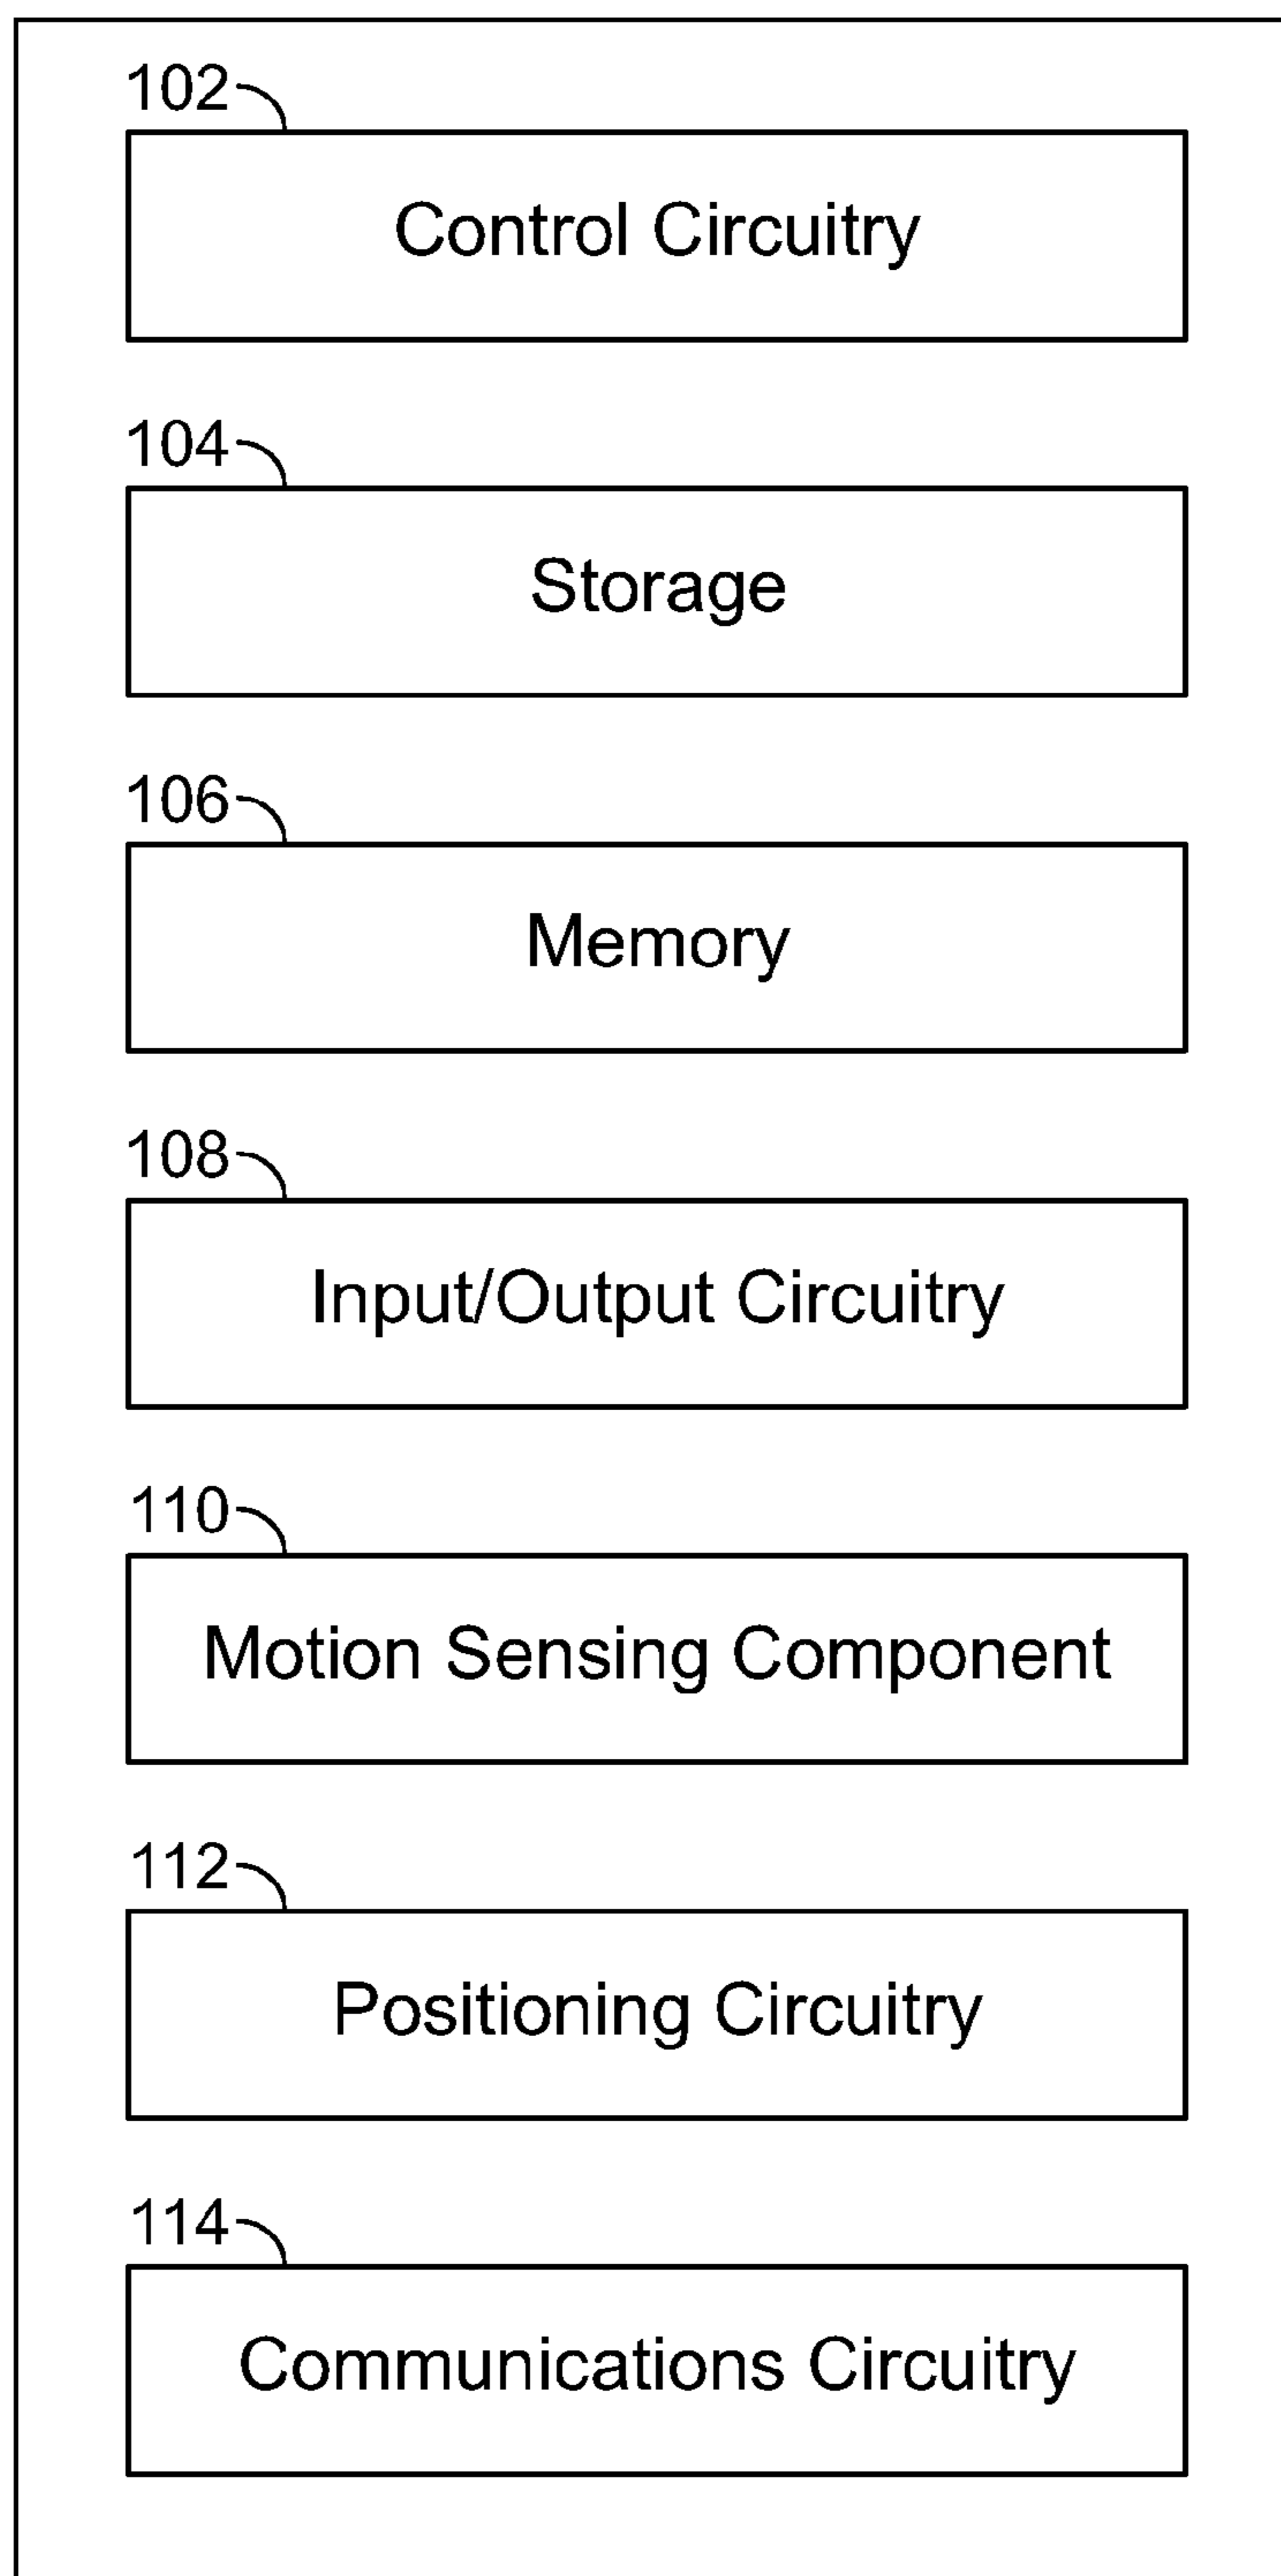 102
Control Circuitry
104
Storage
106
Memory
108
Input/Output Circuitry
110
Motion Sensing Component
112
Positioning Circuitry
114
Communications Circuitry